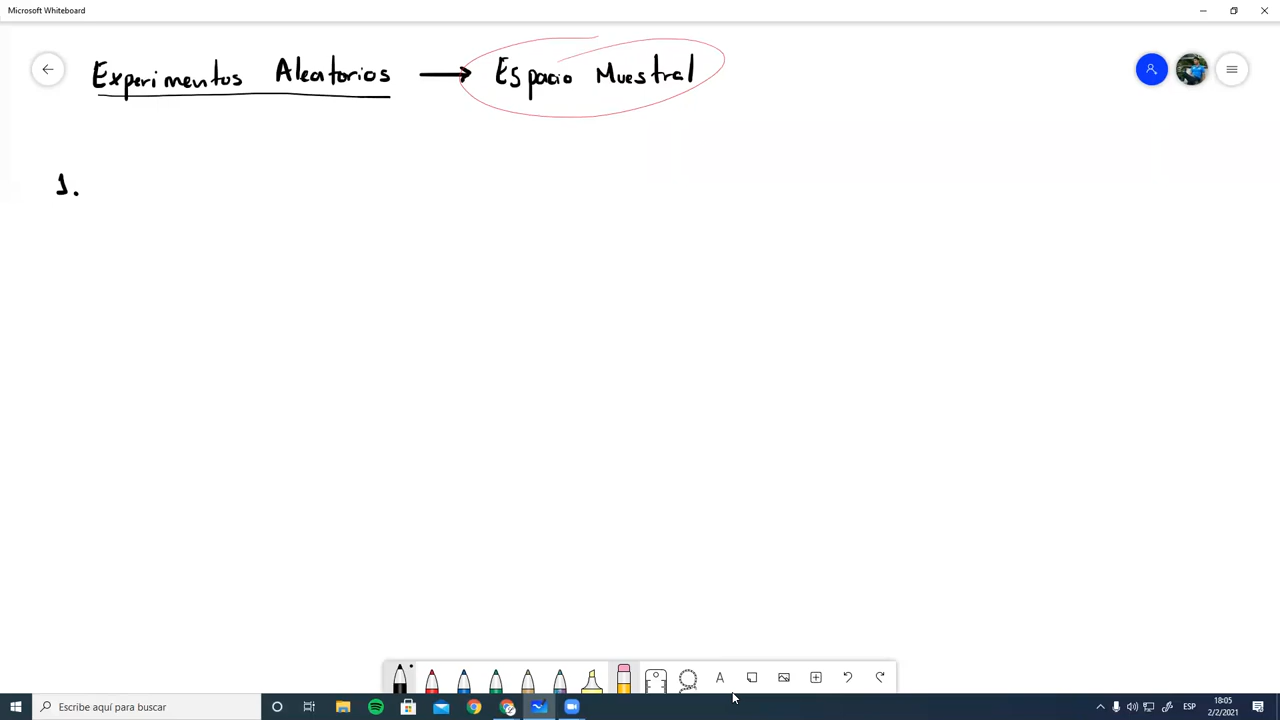 Microsoft Whiteboard
Experimentos Aleatorios → Espacio Muestral
1.
A
Escribe aquí para buscar
ESP
18:05
2/2/2021